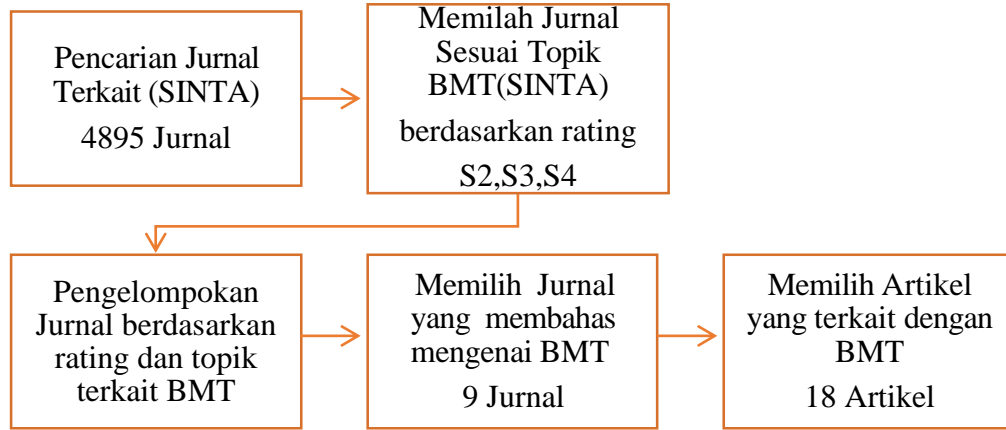 Pencarian Jurnal
Terkait (SINTA)
4895 Jurnal
Memilah Jurnal
Sesuai Topik
BMT(SINTA)
berdasarkan rating
S2,S3,S4
Pengelompokan
Jurnal berdasarkan
rating dan topik
terkait BMT
Memilih Jurnal
yang membahas
mengenai BMT
9 Jurnal
Memilih Artikel
yang terkait dengan
BMT
18 Artikel